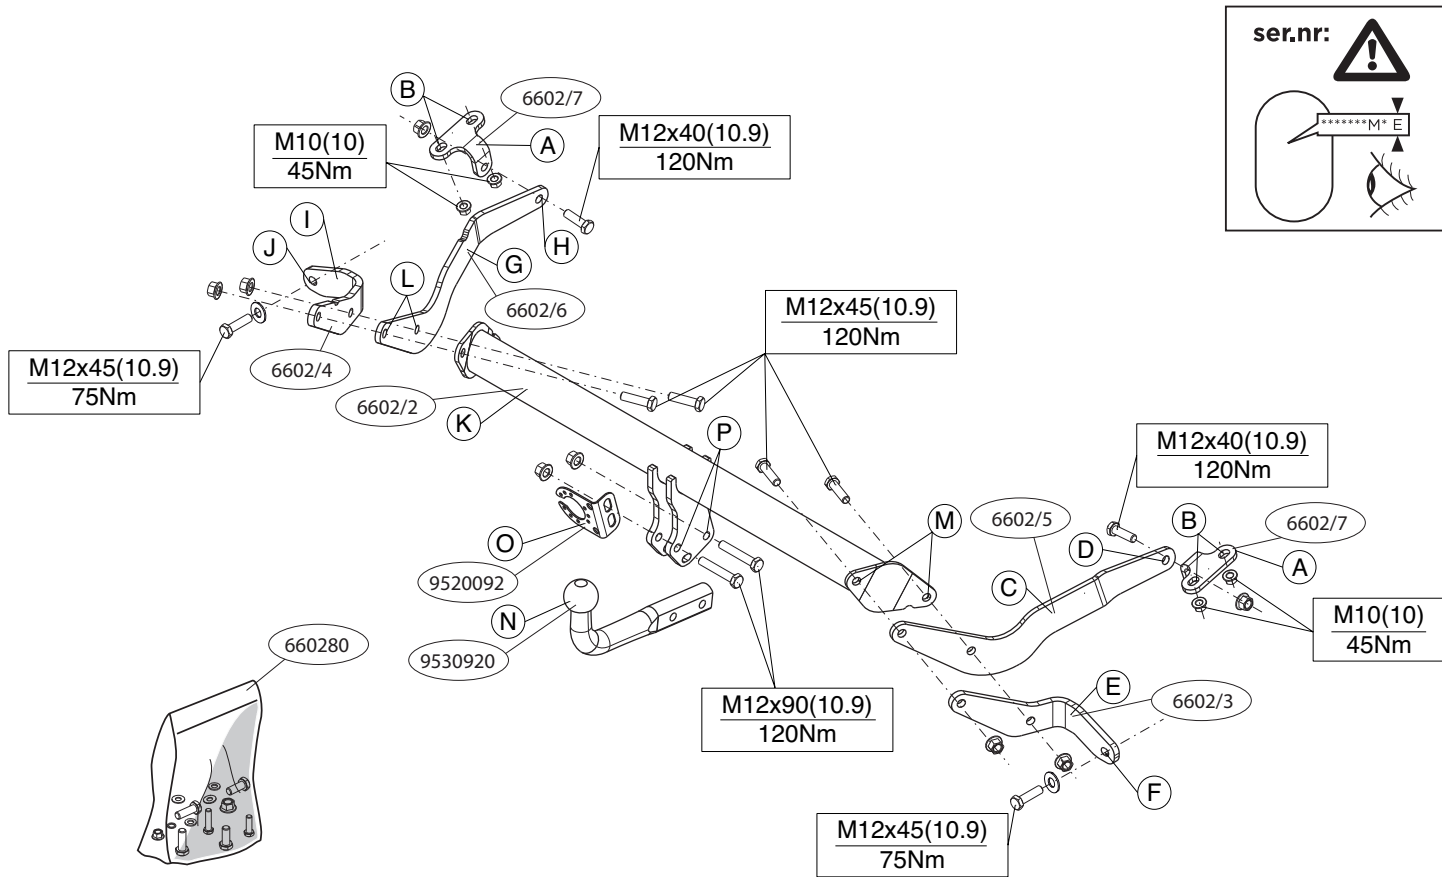 ser.nr:
*******M* E
B
6602/7
A
M10(10)
45Nm
M12x40(10.9)
120Nm
I
J
H
G
L
6602/6
M12x45(10.9)
120Nm
6602/4
M12x45(10.9)
75Nm
6602/2
K
P
M12x40(10.9)
120Nm
M
6602/5
B
6602/7
D
A
O
C
9520092
N
M10(10)
45Nm
9530920
660280
E
6602/3
M12x90(10.9)
120Nm
F
M12x45(10.9)
75Nm